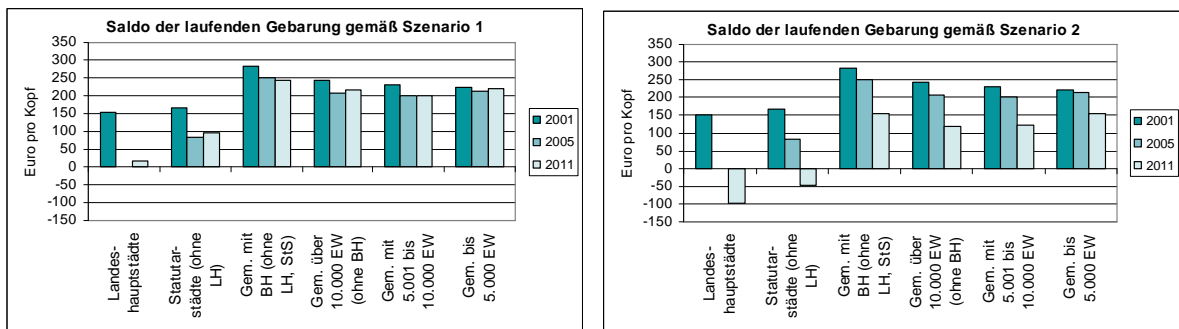 Saldo der laufenden Gebarung gemäß Szenario 1
350
300
250
200
150
100
50
0
-50
-100
-150
Euro pro Kopf
Landes-
hauptstädte
Statutar-
städte (ohne
LH)
Gem. mit
BH (ohne
LH, StS)
Gem. über
10.000 EW
(ohne BH)
Gem. mit
5.001 bis
10.000 EW
Gem. bis
5.000 EW
2001
2005
2011
Saldo der laufenden Gebarung gemäß Szenario 2
350
300
250
200
150
100
50
0
-50
-100
-150
Euro pro Kopf
Landes-
hauptstädte
Statutar-
städte (ohne
LH)
Gem. mit
BH (ohne
LH, StS)
Gem. über
10.000 EW
(ohne BH)
Gem. mit
5.001 bis
10.000 EW
Gem. bis
5.000 EW
2001
2005
2011